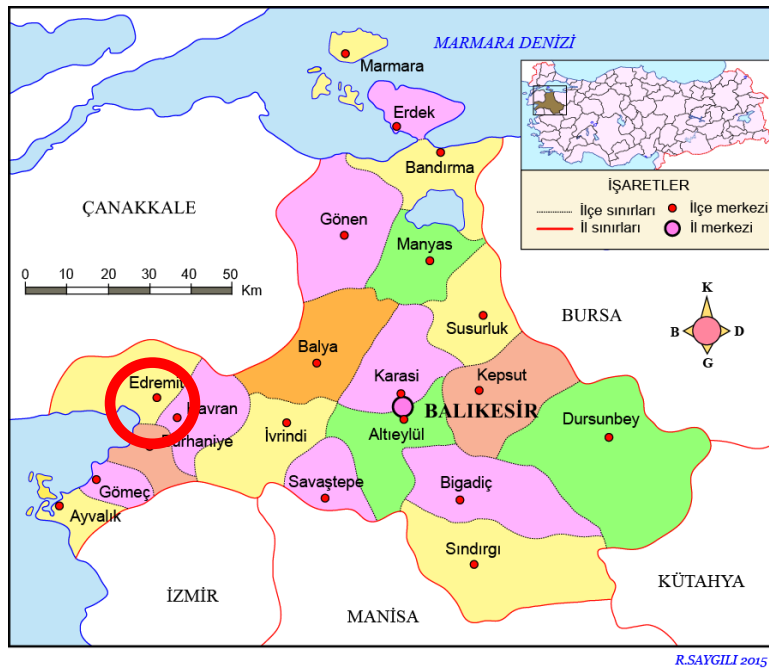 MARMARA DENİZİ
Marmara
Erdek
Bandırma
İŞARETLER
İlçe sınırları
İlçe merkezi
İl sınırları
İl merkezi
ÇANAKKALE
Gönen
Manyas
0 10 20 30 40 50
Km
K
B
D
G
BURSA
Susurluk
Balya
Karasi
Kepsut
Edremit
Havran
BALIKESİR
Dursunbey
Altıeylül
İvrindi
Burhaniye
Savaştepe
Bigadiç
Gömeç
Ayvalık
Sındırgı
KÜTAHYA
İZMİR
MANİSA
R.SAYGILI 2015